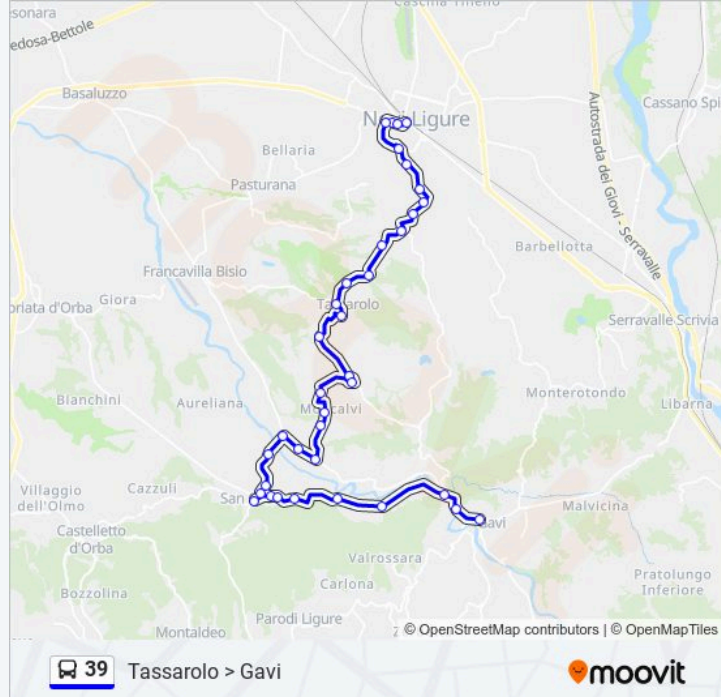 sonara
Cascina Tinello
edosa-Bettole
Basaluzzo
Novi Ligure
Cassano Spi
Autostrada dei Giovi - Serravalle
Bellaria
Pasturana
Barbellotta
Francavilla Bisio
Tassarolo
oriata d'Orba
Giora
Serravalle Scrivia
Bianchini
Aureliana
Monterotondo
Libarna
Villaggio
dell'Olmo
Cazzuli
San
Malvicina
Castelletto
d'Orba
Gavi
Valrossara
Bozzolina
Carlona
Pratolungo
Inferiore
Parodi Ligure
Montaldeo
© OpenStreetMap contributors | © OpenMapTiles
39 Tassarolo > Gavi
moovit